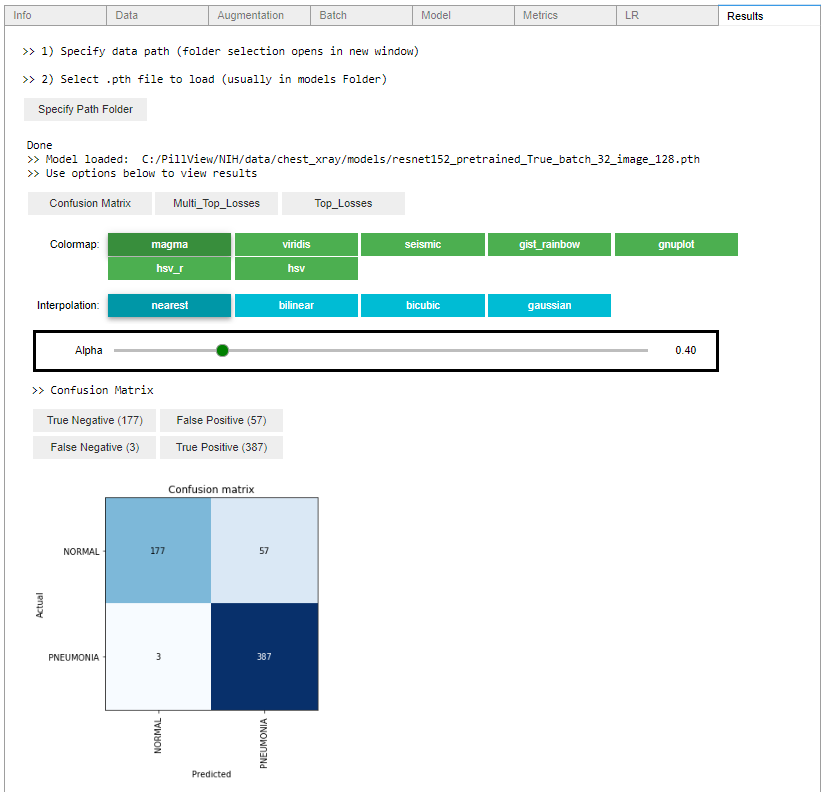 Info Data Augmentation Batch Model Metrics LR Results
>> 1) Specify data path (folder selection opens in new window)
>> 2) Select .pth file to load (usually in models Folder)
Specify Path Folder
Done
>> Model loaded:  C:/PillView/NIH/data/chest_xray/models/resnet152_pretrained_True_batch_32_image_128.pth
>> Use options below to view results
Confusion Matrix Multi_Top_Losses Top_Losses
Colormap: magma viridis seismic gist_rainbow gnuplot
hsv_r hsv
Interpolation: nearest bilinear bicubic gaussian
Alpha 0.40
>> Confusion Matrix
True Negative (177) False Positive (57)
False Negative (3) True Positive (387)
Confusion matrix
NORMAL 177 57
Actual
PNEUMONIA 3 387
NORMAL PNEUMONIA
Predicted